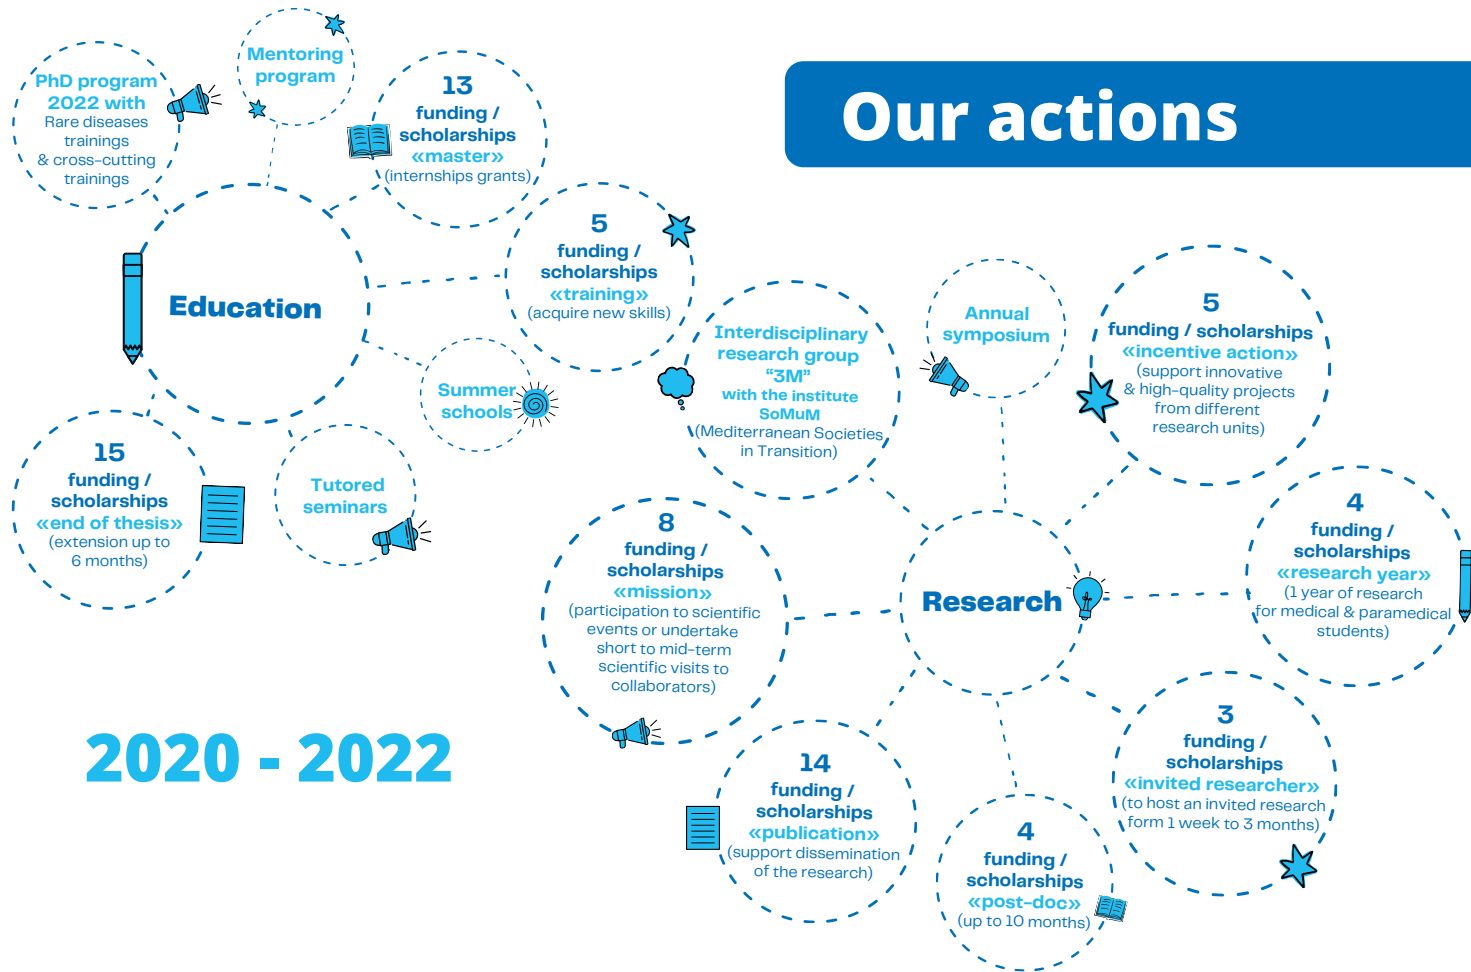 Our actions
Mentoring
program
PhD program
2022 with
Rare diseases
trainings
& cross-cutting
trainings
13
funding /
scholarships
«master»
(internships grants)
5
funding /
scholarships
«training»
(acquire new skills)
Education
Summer
schools
Tutored
seminars
15
funding /
scholarships
«end of thesis»
(extension up to
6 months)
Interdisciplinary
research group
“3M”
with the institute
SoMuM
(Mediterranean Societies
in Transition)
Annual
symposium
5
funding / scholarships
«incentive action»
(support innovative
& high-quality projects
from different
research units)
4
funding /
scholarships
«research year»
(1 year of research
for medical & paramedical
students)
Research
8
funding /
scholarships
«mission»
(participation to scientific
events or undertake
short to mid-term
scientific visits to
collaborators)
3
funding /
scholarships
«invited researcher»
(to host an invited research
form 1 week to 3 months)
14
funding /
scholarships
«publication»
(support dissemination
of the research)
4
funding /
scholarships
«post-doc»
(up to 10 months)
2020 - 2022